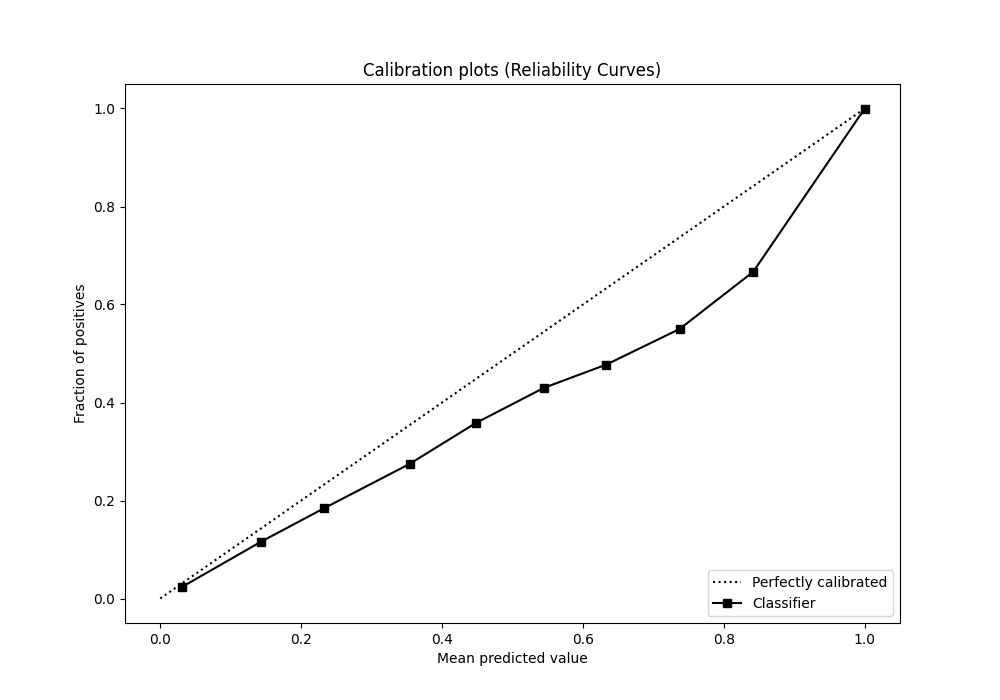 Calibration plots (Reliability Curves)
1.0
0.8
0.6
0.4
0.2
0.0
Fraction of positives
0.0 0.2 0.4 0.6 0.8 1.0
Mean predicted value
Perfectly calibrated
Classifier